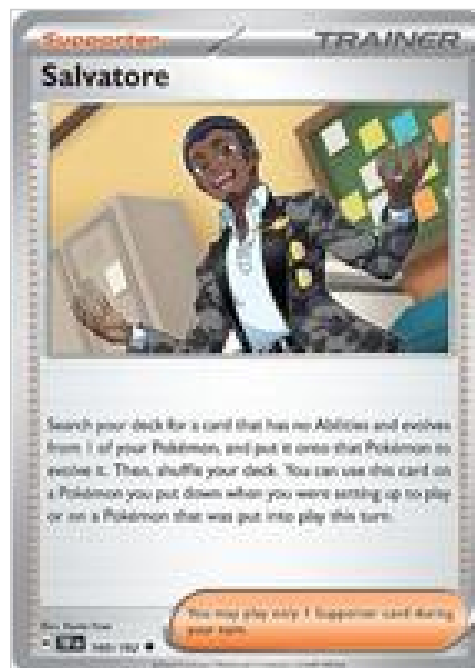 Supporter
TRAINER
Salvatore
Search your deck for a card that has no Abilities and evolves
from 1 of your Pokémon, and put it onto that Pokémon to
evolve it. Then, shuffle your deck. You can use this card on
a Pokémon you put down when you were setting up to play
or on a Pokémon that was put into play this turn.
You may play only 1 Supporter card during
your turn.